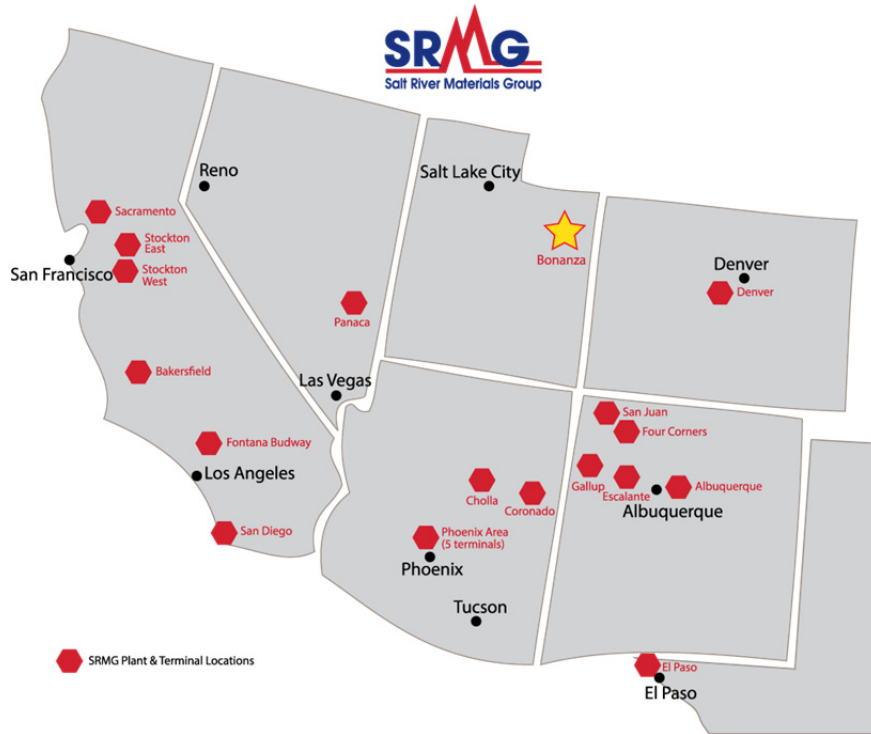 SRMG
Salt River Materials Group
Reno
Salt Lake City
Sacramento
Stockton
East
San Francisco
Stockton
West
Bonanza
Denver
Denver
Panaca
Bakersfield
Las Vegas
San Juan
Four Corners
Fontana Budway
Los Angeles
Gallup
Escalante
Albuquerque
Albuquerque
Cholla
Coronado
San Diego
Phoenix Area
(5 terminals)
Phoenix
Tucson
SRMG Plant & Terminal Locations
El Paso
El Paso